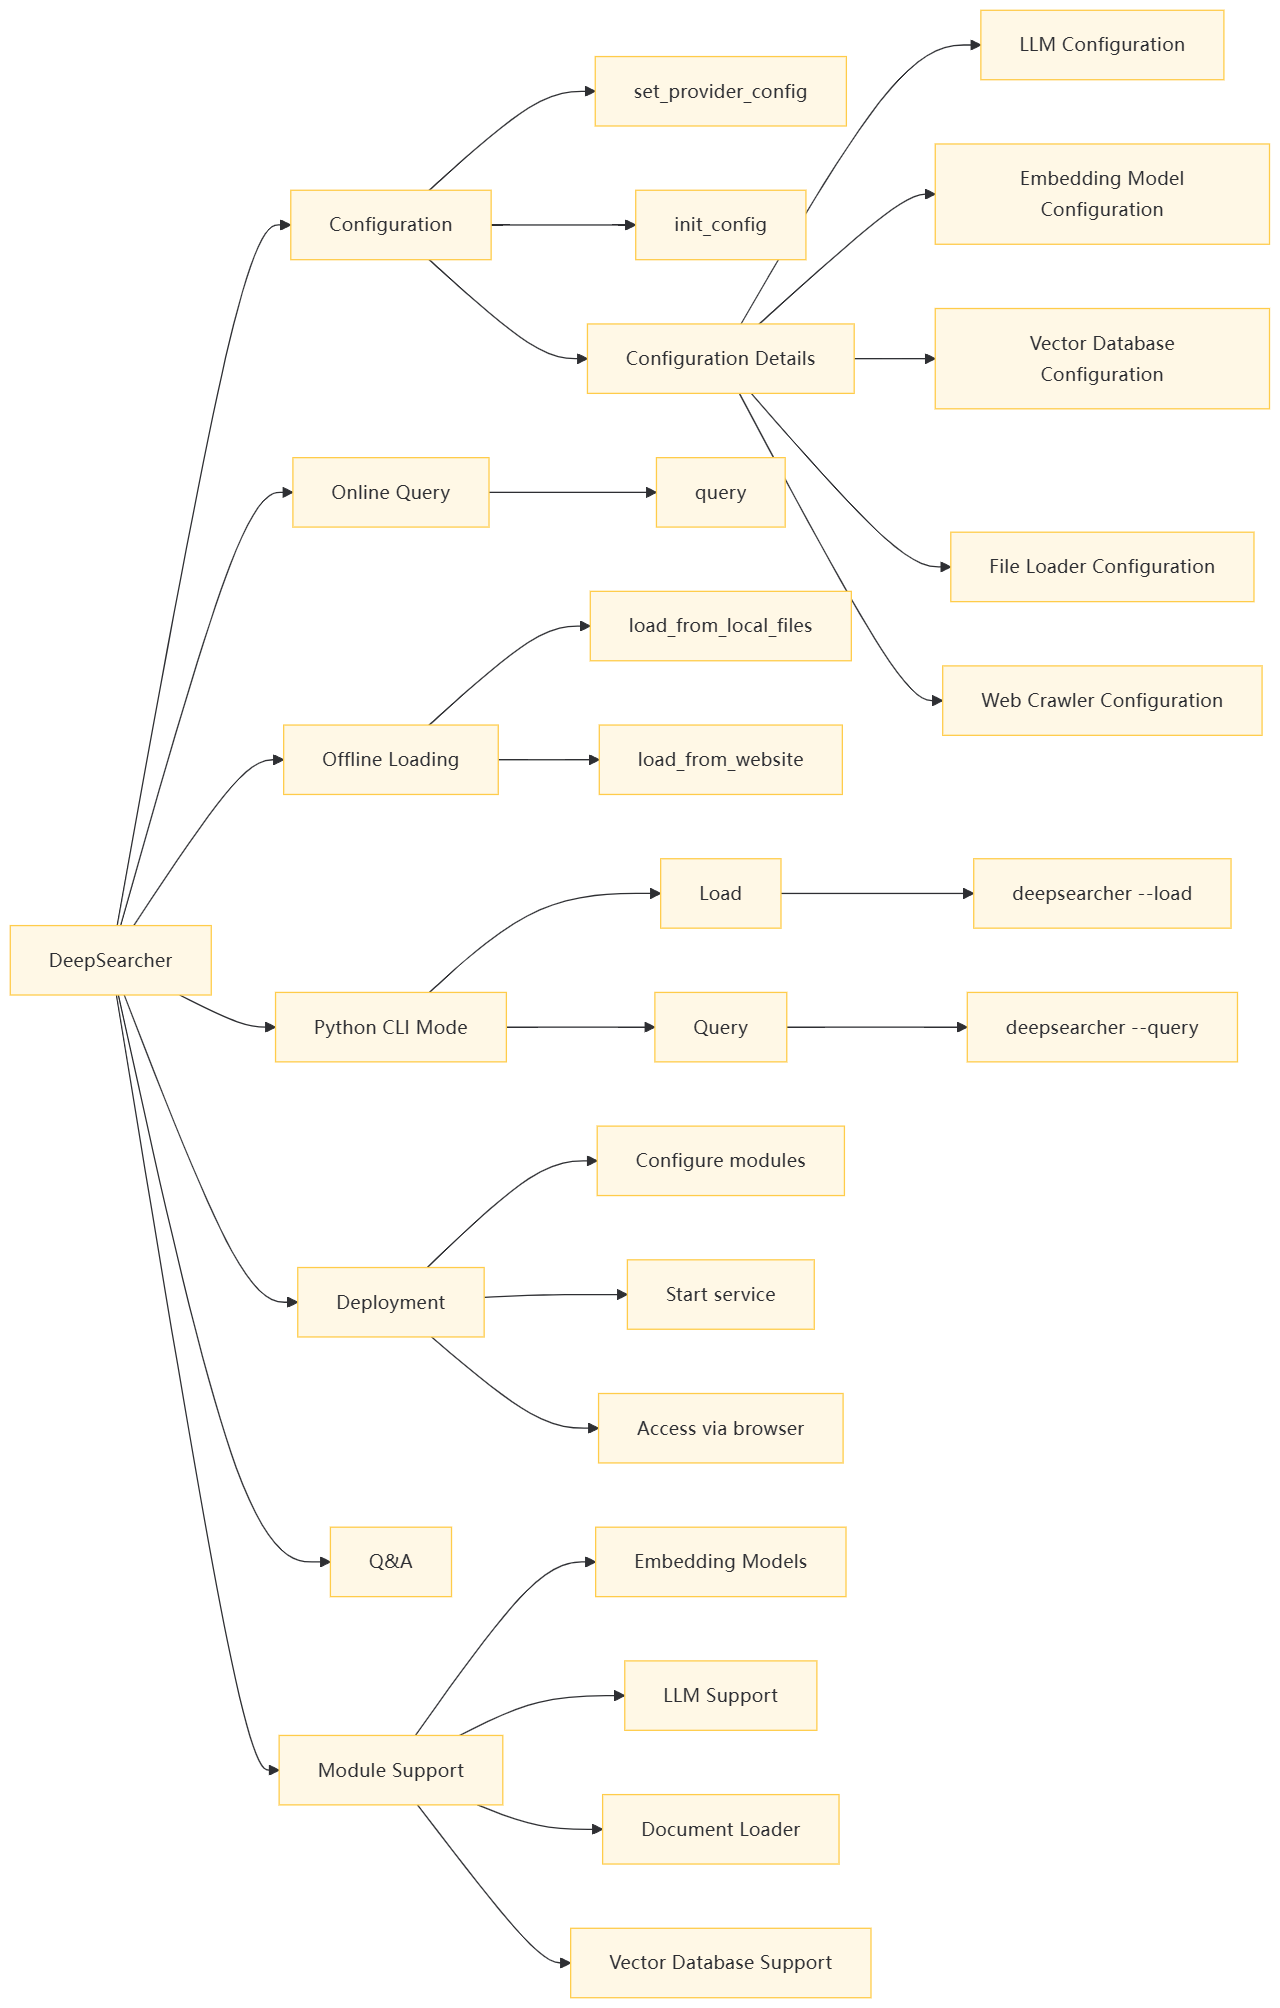 LLM Configuration
set_provider_config
Embedding Model
Configuration
Configuration
init_config
Configuration Details
Vector Database
Configuration
Online Query
query
File Loader Configuration
load_from_local_files
Web Crawler Configuration
Offline Loading
load_from_website
Load
deepsearcher --load
DeepSearcher
Python CLI Mode
Query
deepsearcher --query
Configure modules
Start service
Deployment
Access via browser
Q&A
Embedding Models
LLM Support
Module Support
Document Loader
Vector Database Support